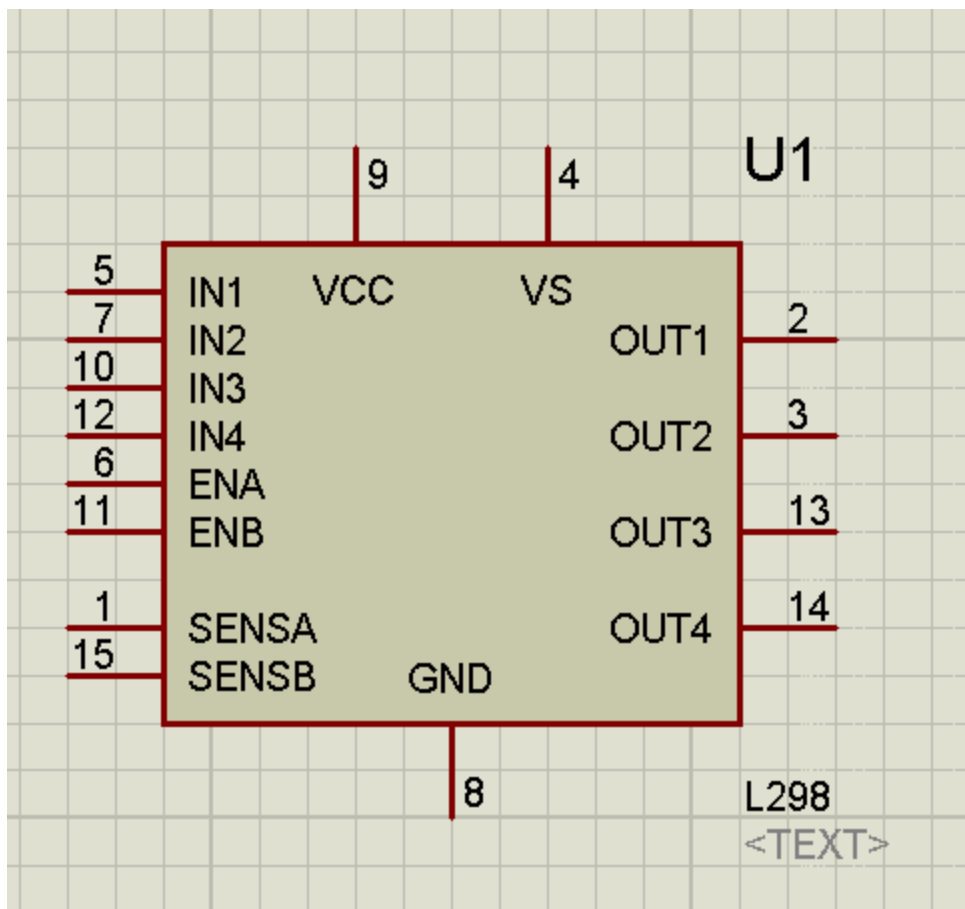 U1
9 4
5 IN1 VCC VS
7 IN2 OUT1 2
10 IN3
12 IN4 OUT2 3
6 ENA
11 ENB OUT3 13
1 SENSA OUT4 14
15 SENSB GND
8
L298
<TEXT>